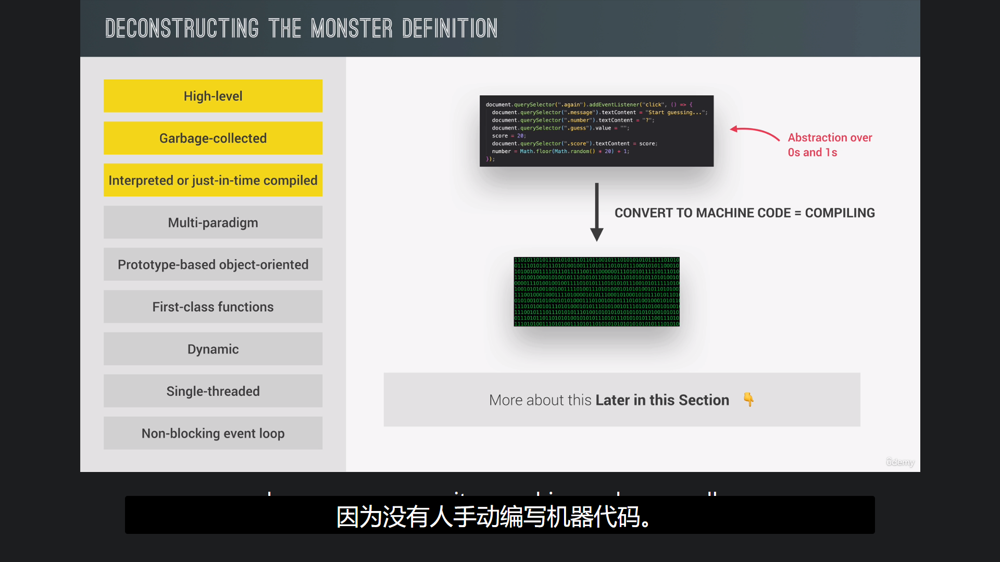 DECONSTRUCTING THE MONSTER DEFINITION
High-level
Garbage-collected
Interpreted or just-in-time compiled
Multi-paradigm
Prototype-based object-oriented
First-class functions
Dynamic
Single-threaded
Non-blocking event loop
document.querySelector(".again").addEventListener("click", () => {
document.querySelector(".message").textContent = "Start guessing...";
document.querySelector(".number").textContent = "?";
document.querySelector(".guess").value = "";
score = 20;
document.querySelector(".score").textContent = score;
number = Math.floor(Math.random() * 20) + 1;
});
Abstraction over
0s and 1s
CONVERT TO MACHINE CODE = COMPILING
More about this Later in this Section 👇
ûdemy
因为没有人手动编写机器代码。